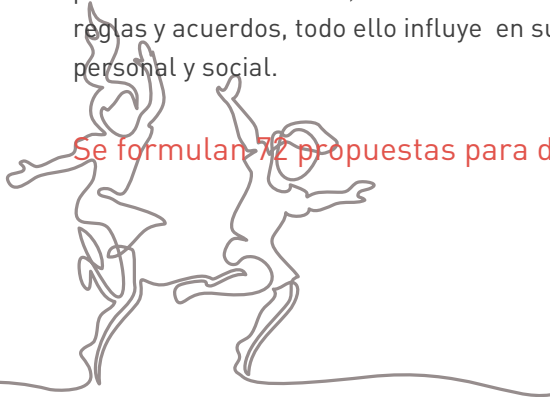 reglas y acuerdos, todo ello influye en su
personal y social.
Se formulan 72 propuestas para d